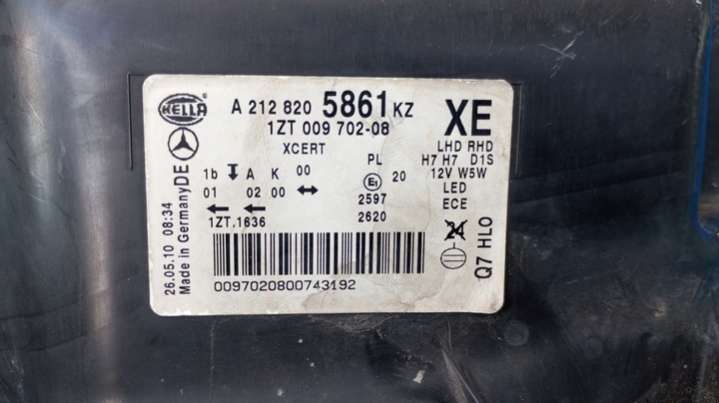 HELLA
A 212 820 5861 KZ
XE
1ZT 009 702-08
XCERT
LHD RHD
H7 H7 D1S
12V W5W
LED
ECE
PL
1b A K 00
E1 20
01 02 00
2597
2620
1ZT.1636
24
Q7 HLO
0097020800743192
26.05.10 08:34
Made in Germany DE